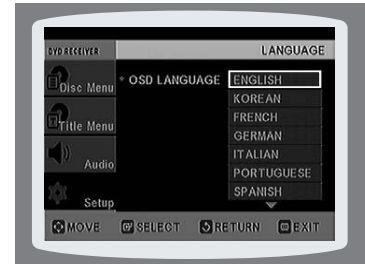 DVD RECEIVER LANGUAGE
Disc Menu
Title Menu
Audio
Setup
* OSD LANGUAGE
ENGLISH
KOREAN
FRENCH
GERMAN
ITALIAN
PORTUGUESE
SPANISH
MOVE SELECT RETURN EXIT